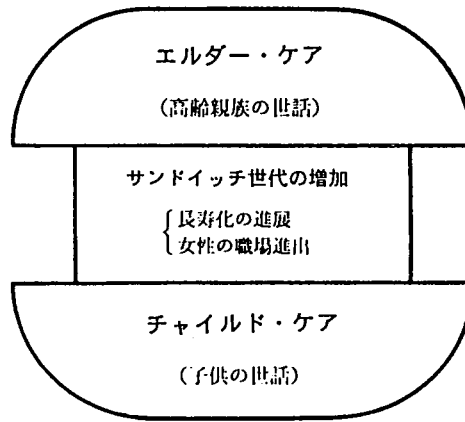 エルダー・ケア
(高齢親族の世話)
サンドイッチ世代の増加
長寿化の進展
女性の職場進出
チャイルド・ケア
(子供の世話)